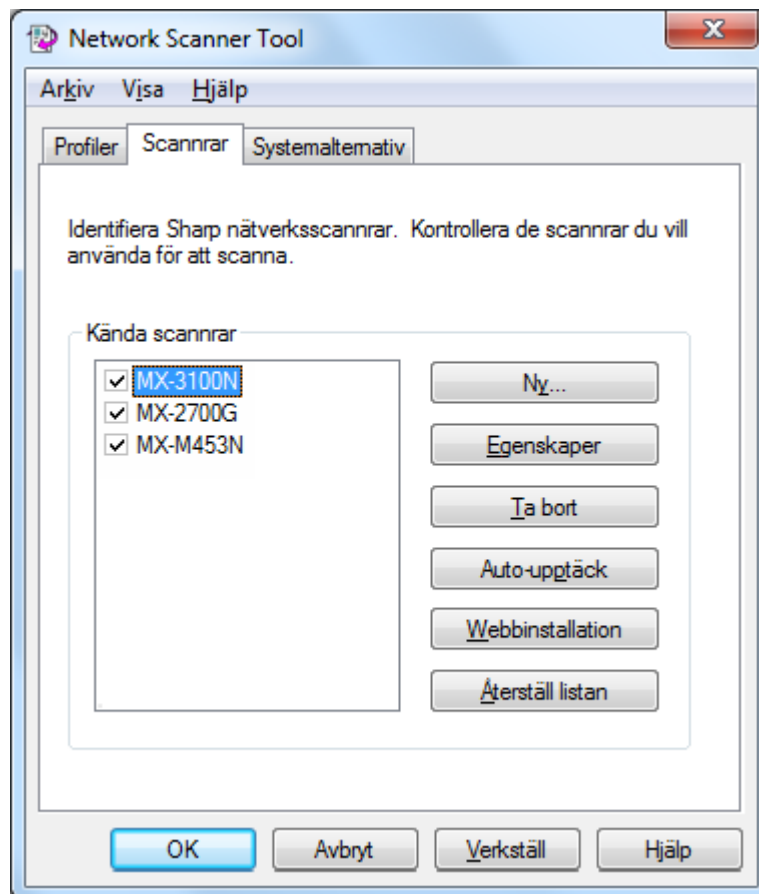 Network Scanner Tool
Arkiv Visa Hjälp
Profiler Scannrar Systemalternativ
Identifiera Sharp nätverksscannrar. Kontrollera de scannrar du vill
använda för att scanna.
Kända scannrar
MX-3100N
MX-2700G
MX-M453N
Ny...
Egenskaper
Ta bort
Auto-upptäck
Webbinstallation
Återställ listan
OK Avbryt Verkställ Hjälp